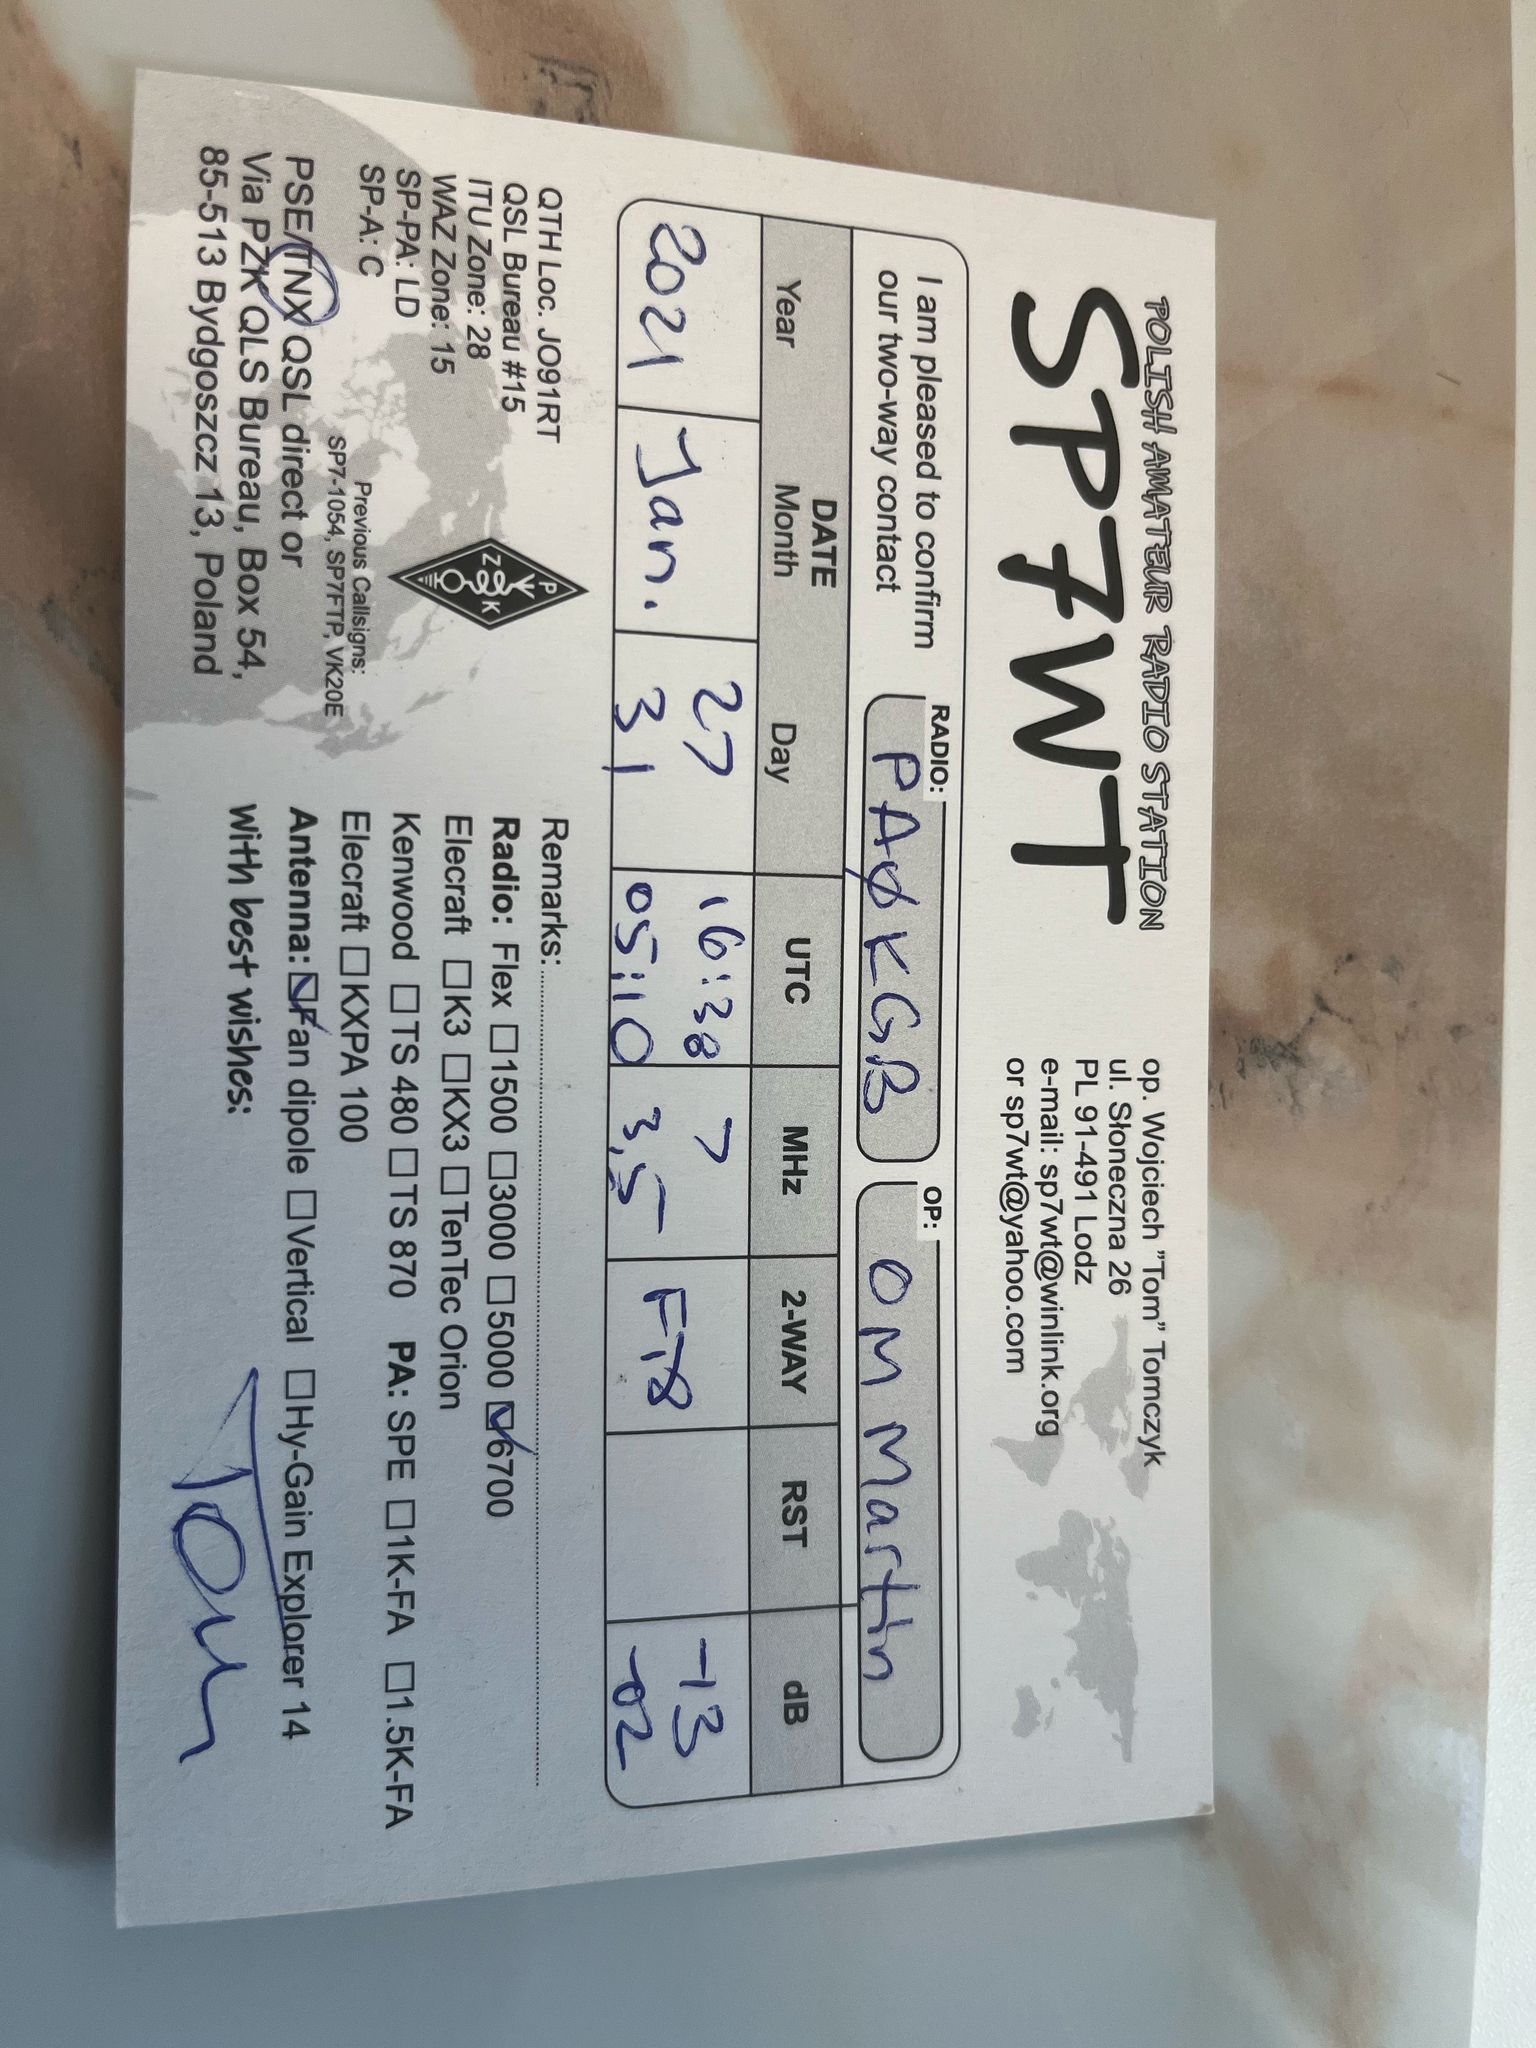 POLISH AMATEUR RADIO STATION
SP7WT
op. Wojciech "Tom" Tomczyk
ul. Słoneczna 26
PL 91-491 Lodz
e-mail: sp7wt@winlink.org
or sp7wt@yahoo.com
I am pleased to confirm
our two-way contact
RADIO: PAØKGB
OP: OM Martin
DATE
Year Month Day UTC MHz 2-WAY RST dB
2021 Jan. 27 16:38 7 FT8 -13
31 05:10 3,5 -02
QTH Loc. JO91RT
QSL Bureau #15
ITU Zone: 28
WAZ Zone: 15
SP-PA: LD
SP-A: C
P Z K
Previous Callsigns:
SP7-1054, SP7FTP, VK20E
PSE/TNX QSL direct or
Via PZK QLS Bureau, Box 54,
85-513 Bydgoszcz 13, Poland
Remarks:
Radio: Flex □1500 □3000 □5000 ☑6700
Elecraft □K3 □KX3 □TenTec Orion
Kenwood □TS 480 □TS 870 PA: SPE □1K-FA □1.5K-FA
Elecraft □KXPA 100
Antenna: ☑Fan dipole □Vertical □Hy-Gain Explorer 14
With best wishes:
Tom